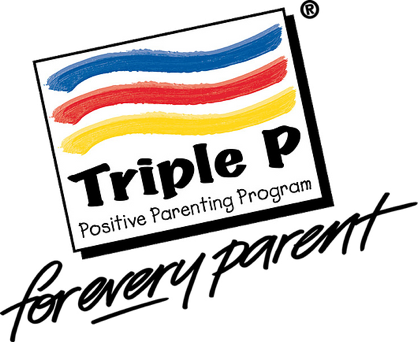 ®
Triple P
Positive Parenting Program
for every parent